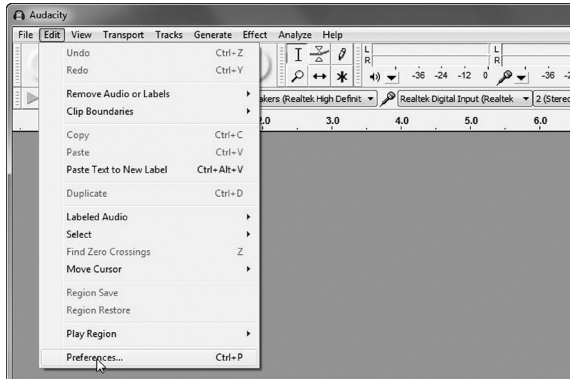 Audacity
File Edit View Transport Tracks Generate Effect Analyze Help
Undo Ctrl+Z
Redo Ctrl+Y
Remove Audio or Labels
Clip Boundaries
Copy Ctrl+C
Paste Ctrl+V
Paste Text to New Label Ctrl+Alt+V
Duplicate Ctrl+D
Labeled Audio
Select
Find Zero Crossings Z
Move Cursor
Region Save
Region Restore
Play Region
Preferences... Ctrl+P
L L
R R
-36 -24 -12 0 -36 -2
akers (Realtek High Definit Realtek Digital Input (Realtek 2 (Stereo
2.0 3.0 4.0 5.0 6.0